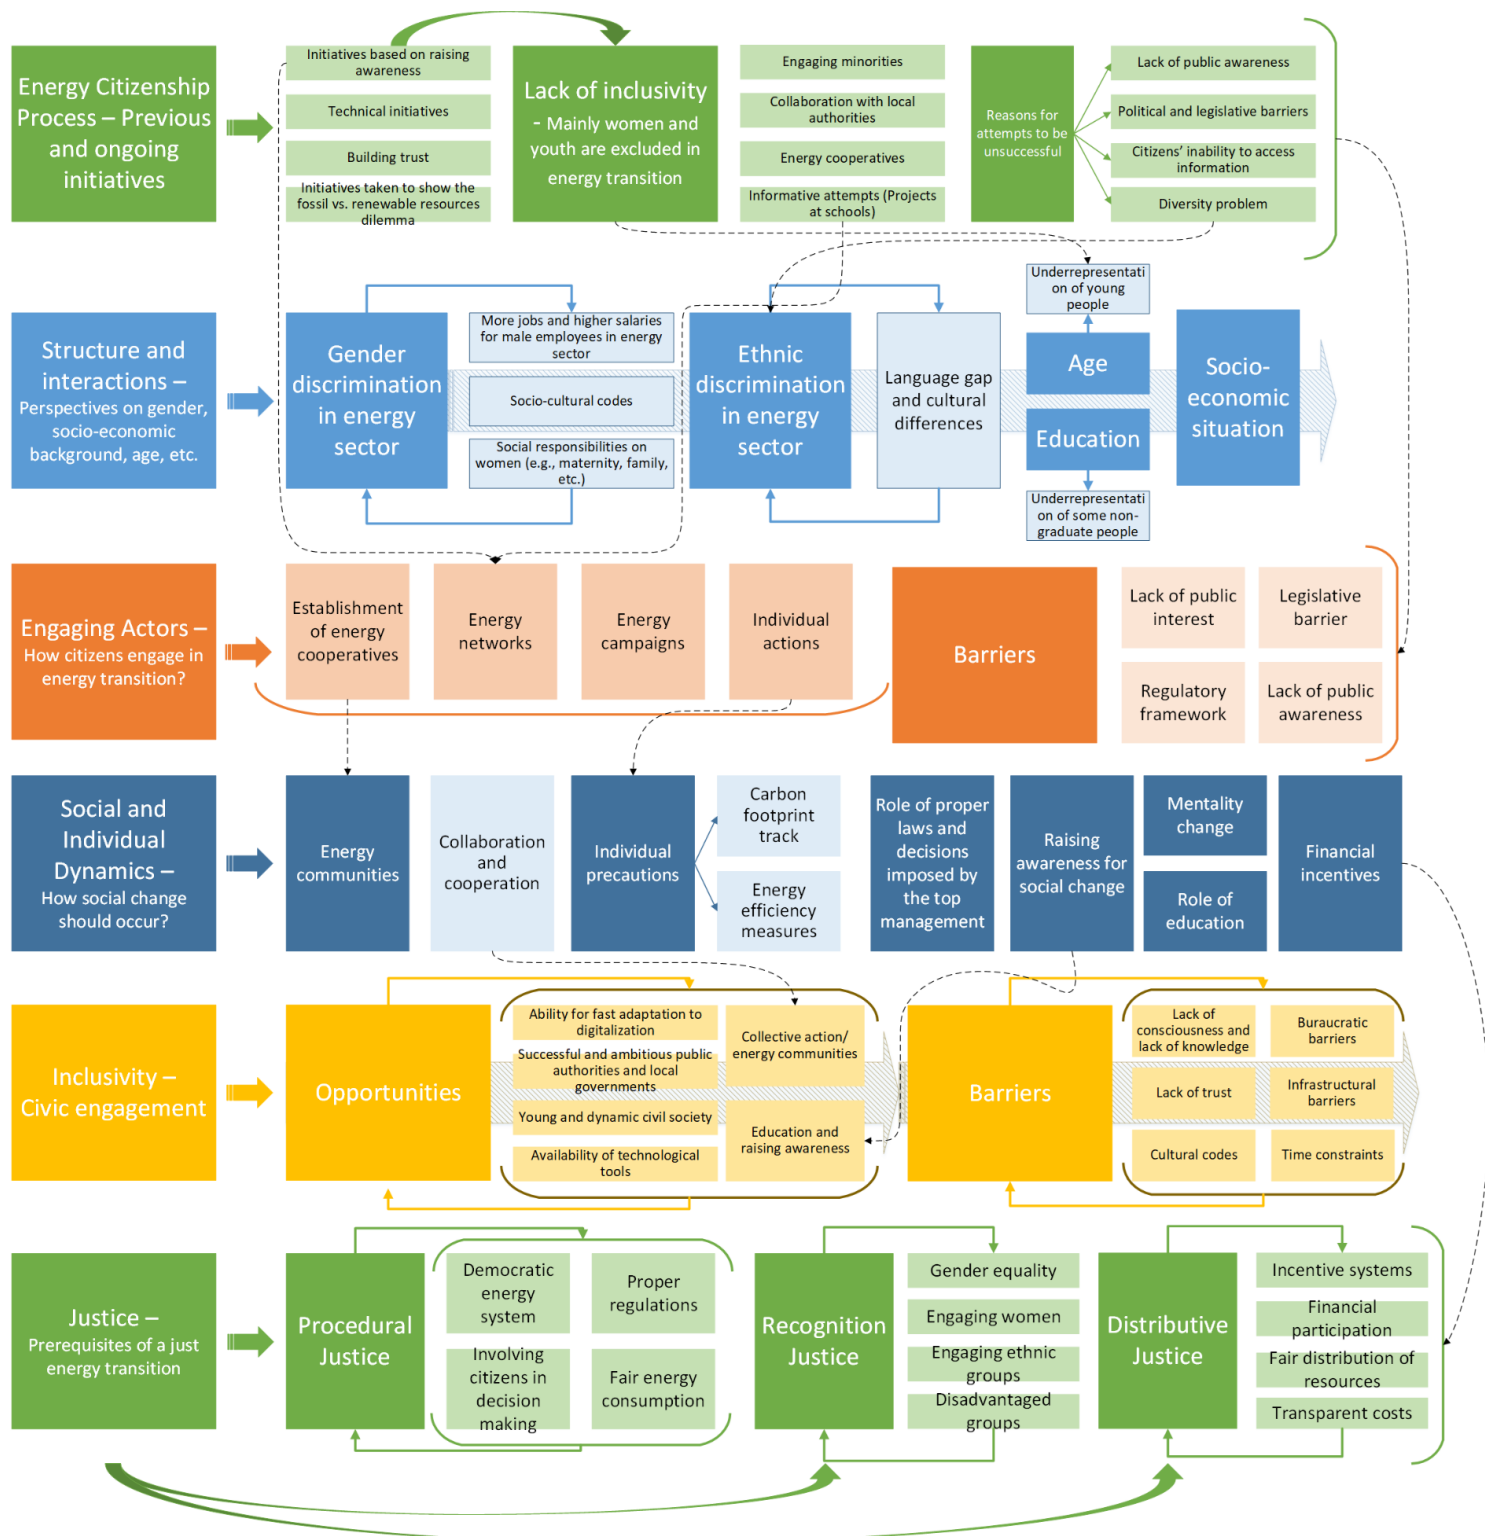 Energy Citizenship
Process – Previous
and ongoing
initiatives
Initiatives based on raising
awareness
Technical initiatives
Building trust
Initiatives taken to show the
fossil vs. renewable resources
dilemma
Lack of inclusivity
- Mainly women and
youth are excluded in
energy transition
Engaging minorities
Collaboration with local
authorities
Energy cooperatives
Informative attempts (Projects
at schools)
Reasons for
attempts to be
unsuccessful
Lack of public awareness
Political and legislative barriers
Citizens’ inability to access
information
Diversity problem
Structure and
interactions –
Perspectives on gender,
socio-economic
background, age, etc.
Gender
discrimination
in energy
sector
More jobs and higher salaries
for male employees in energy
sector
Socio-cultural codes
Social responsibilities on
women (e.g., maternity, family,
etc.)
Ethnic
discrimination
in energy
sector
Language gap
and cultural
differences
Underrepresentati
on of young
people
Age
Education
Underrepresentati
on of some non-
graduate people
Socio-
economic
situation
Engaging Actors –
How citizens engage in
energy transition?
Establishment
of energy
cooperatives
Energy
networks
Energy
campaigns
Individual
actions
Barriers
Lack of public
interest
Legislative
barrier
Regulatory
framework
Lack of public
awareness
Social and
Individual
Dynamics –
How social change
should occur?
Energy
communities
Collaboration
and
cooperation
Individual
precautions
Carbon
footprint
track
Energy
efficiency
measures
Role of proper
laws and
decisions
imposed by
the top
management
Raising
awareness for
social change
Mentality
change
Role of
education
Financial
incentives
Inclusivity –
Civic engagement
Opportunities
Ability for fast adaptation to
digitalization
Successful and ambitious public
authorities and local
governments
Young and dynamic civil society
Availability of technological
tools
Collective action/
energy communities
Education and
raising awareness
Barriers
Lack of
consciousness and
lack of knowledge
Buraucratic
barriers
Lack of trust
Infrastructural
barriers
Cultural codes
Time constraints
Justice –
Prerequisites of a just
energy transition
Procedural
Justice
Democratic
energy
system
Proper
regulations
Involving
citizens in
decision
making
Fair energy
consumption
Recognition
Justice
Gender equality
Engaging women
Engaging ethnic
groups
Disadvantaged
groups
Distributive
Justice
Incentive systems
Financial
participation
Fair distribution of
resources
Transparent costs